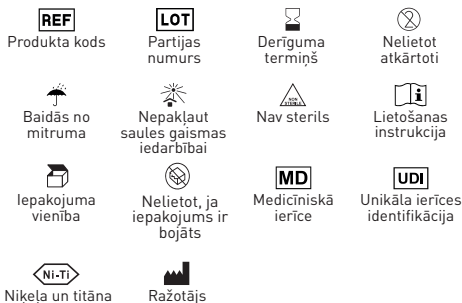 REF LOT
Produkta kods Partijas numurs Derīguma termiņš Nelietot atkārtoti
NON STERILE
Baidās no mitruma Nepakļaut saules gaismas iedarbībai Nav sterils Lietošanas instrukcija
MD UDI
Iepakojuma vienība Nelietot, ja iepakojums ir bojāts Medicīniskā ierīce Unikāla ierīces identifikācija
Ni-Ti
Niķeļa un titāna Ražotājs